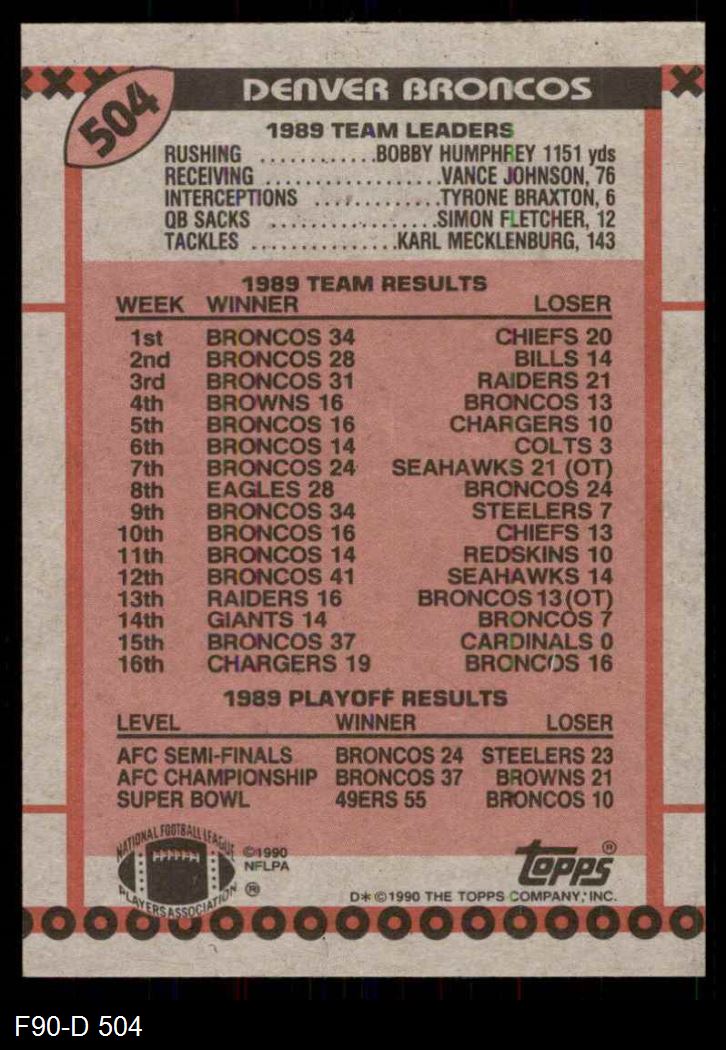 504
DENVER BRONCOS
1989 TEAM LEADERS
RUSHING ............BOBBY HUMPHREY 1151 yds
RECEIVING ..................VANCE JOHNSON, 76
INTERCEPTIONS ............TYRONE BRAXTON, 6
QB SACKS .................SIMON FLETCHER, 12
TACKLES ...............KARL MECKLENBURG, 143
1989 TEAM RESULTS
WEEK WINNER LOSER
1st BRONCOS 34 CHIEFS 20
2nd BRONCOS 28 BILLS 14
3rd BRONCOS 31 RAIDERS 21
4th BROWNS 16 BRONCOS 13
5th BRONCOS 16 CHARGERS 10
6th BRONCOS 14 COLTS 3
7th BRONCOS 24 SEAHAWKS 21 (OT)
8th EAGLES 28 BRONCOS 24
9th BRONCOS 34 STEELERS 7
10th BRONCOS 16 CHIEFS 13
11th BRONCOS 14 REDSKINS 10
12th BRONCOS 41 SEAHAWKS 14
13th RAIDERS 16 BRONCOS 13 (OT)
14th GIANTS 14 BRONCOS 7
15th BRONCOS 37 CARDINALS 0
16th CHARGERS 19 BRONCOS 16
1989 PLAYOFF RESULTS
LEVEL WINNER LOSER
AFC SEMI-FINALS BRONCOS 24 STEELERS 23
AFC CHAMPIONSHIP BRONCOS 37 BROWNS 21
SUPER BOWL 49ERS 55 BRONCOS 10
NATIONAL FOOTBALL LEAGUE
PLAYERS ASSOCIATION ®
©1990
NFLPA
topps®
D*©1990 THE TOPPS COMPANY, INC.
F90-D 504